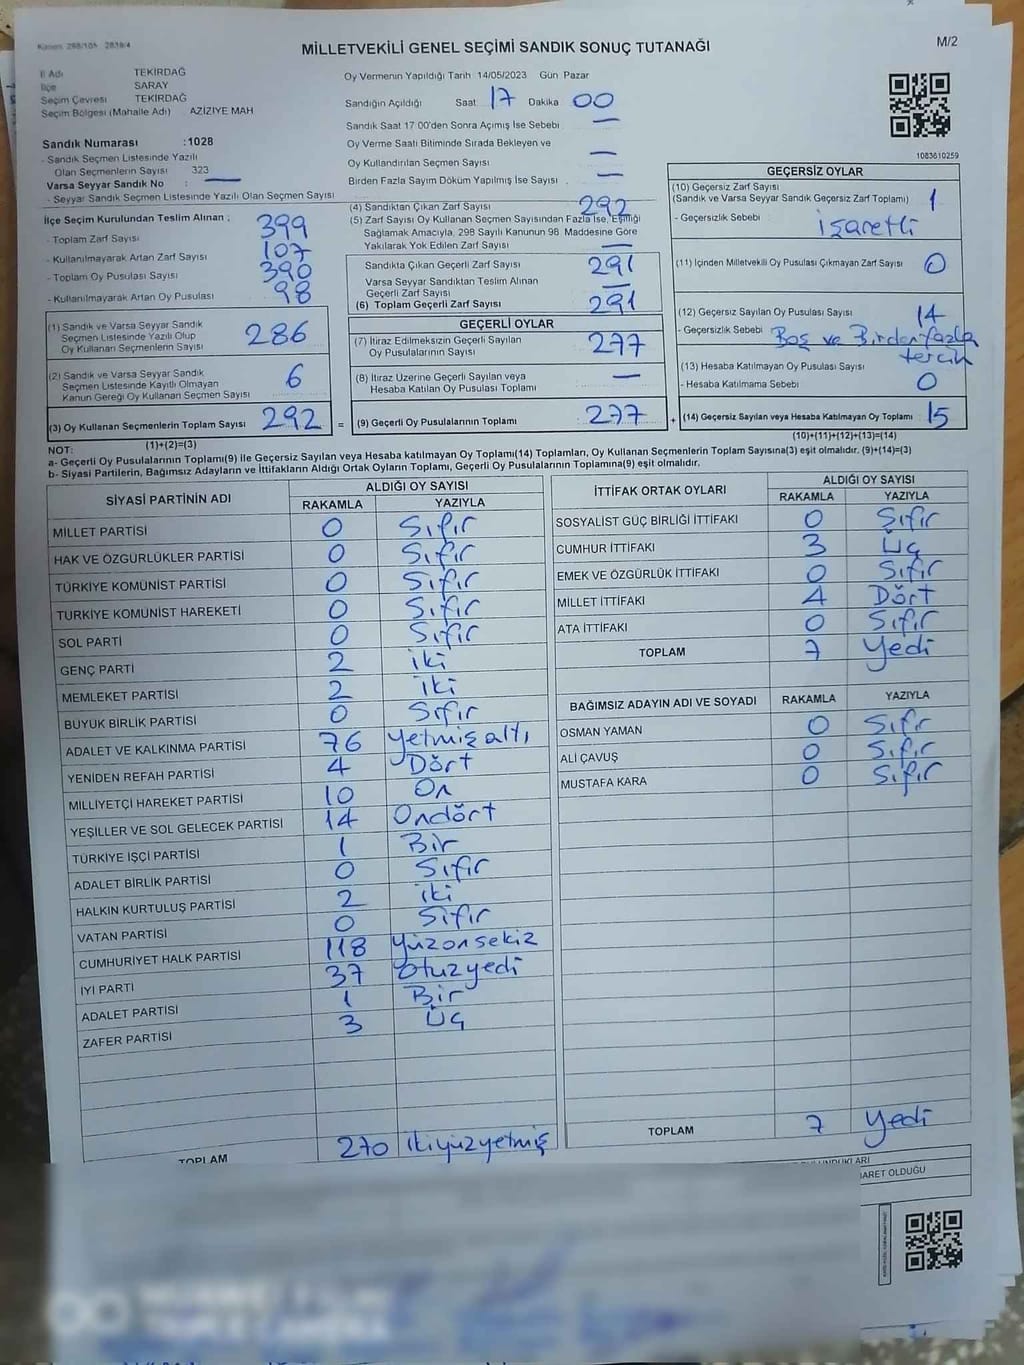 Kanun 298/105 2839/4
MİLLETVEKİLİ GENEL SEÇİMİ SANDIK SONUÇ TUTANAĞI
M/2
İl Adı TEKİRDAĞ
İlçe SARAY
Seçim Çevresi TEKİRDAĞ
Seçim Bölgesi (Mahalle Adı) AZİZİYE MAH
Sandık Numarası :1028
- Sandık Seçmen Listesinde Yazılı
Olan Seçmenlerin Sayısı 323
Varsa Seyyar Sandık No : —
- Seyyar Sandık Seçmen Listesinde Yazılı Olan Seçmen Sayısı
İlçe Seçim Kurulundan Teslim Alınan :
- Toplam Zarf Sayısı 399
- Kullanılmayarak Artan Zarf Sayısı 107
- Toplam Oy Pusulası Sayısı 390
- Kullanılmayarak Artan Oy Pusulası 98
(1) Sandık ve Varsa Seyyar Sandık
Seçmen Listesinde Yazılı Olup
Oy Kullanan Seçmenlerin Sayısı 286
(2) Sandık ve Varsa Seyyar Sandık
Seçmen Listesinde Kayıtlı Olmayan
Kanun Gereği Oy Kullanan Seçmen Sayısı 6
(3) Oy Kullanan Seçmenlerin Toplam Sayısı 292 =
Oy Vermenin Yapıldığı Tarih 14/05/2023 Gün Pazar
Sandığın Açıldığı Saat 17 Dakika 00
Sandık Saat 17:00'den Sonra Açılmış İse Sebebi —
Oy Verme Saati Bitiminde Sırada Bekleyen ve
Oy Kullandırılan Seçmen Sayısı —
Birden Fazla Sayım Döküm Yapılmış İse Sayısı . —
(4) Sandıktan Çıkan Zarf Sayısı 292
(5) Zarf Sayısı Oy Kullanan Seçmen Sayısından Fazla İse, Eşitliği
Sağlamak Amacıyla, 298 Sayılı Kanunun 98. Maddesine Göre
Yakılarak Yok Edilen Zarf Sayısı —
Sandıkta Çıkan Geçerli Zarf Sayısı 291
Varsa Seyyar Sandıktan Teslim Alınan
Geçerli Zarf Sayısı —
(6) Toplam Geçerli Zarf Sayısı 291
GEÇERLİ OYLAR
(7) İtiraz Edilmeksizin Geçerli Sayılan
Oy Pusulalarının Sayısı 277
(8) İtiraz Üzerine Geçerli Sayılan veya
Hesaba Katılan Oy Pusulası Toplamı —
(9) Geçerli Oy Pusulalarının Toplamı 277 +
1083610259
GEÇERSİZ OYLAR
(10) Geçersiz Zarf Sayısı
(Sandık ve Varsa Seyyar Sandık Geçersiz Zarf Toplamı) 1
- Geçersizlik Sebebi : işaretli
(11) İçinden Milletvekili Oy Pusulası Çıkmayan Zarf Sayısı 0
(12) Geçersiz Sayılan Oy Pusulası Sayısı 14
- Geçersizlik Sebebi Boş ve Birden fazla
tercih
(13) Hesaba Katılmayan Oy Pusulası Sayısı
- Hesaba Katılmama Sebebi 0
(14) Geçersiz Sayılan veya Hesaba Katılmayan Oy Toplamı 15
(1)+(2)=(3)
(10)+(11)+(12)+(13)=(14)
NOT:
a- Geçerli Oy Pusulalarının Toplamı(9) ile Geçersiz Sayılan veya Hesaba katılmayan Oy Toplamı(14) Toplamları, Oy Kullanan Seçmenlerin Toplam Sayısına(3) eşit olmalıdır. (9)+(14)=(3)
b- Siyasi Partilerin, Bağımsız Adayların ve İttifakların Aldığı Ortak Oyların Toplamı, Geçerli Oy Pusulalarının Toplamına(9) eşit olmalıdır.
SİYASİ PARTİNİN ADI ALDIĞI OY SAYISI
RAKAMLA YAZIYLA
MİLLET PARTİSİ 0 Sıfır
HAK VE ÖZGÜRLÜKLER PARTİSİ 0 Sıfır
TÜRKİYE KOMÜNİST PARTİSİ 0 Sıfır
TÜRKİYE KOMÜNİST HAREKETİ 0 Sıfır
SOL PARTİ 0 Sıfır
GENÇ PARTİ 2 iki
MEMLEKET PARTİSİ 2 iki
BÜYÜK BİRLİK PARTİSİ 0 Sıfır
ADALET VE KALKINMA PARTİSİ 76 yetmiş altı
YENİDEN REFAH PARTİSİ 4 Dört
MİLLİYETÇİ HAREKET PARTİSİ 10 On
YEŞİLLER VE SOL GELECEK PARTİSİ 14 Ondört
TÜRKİYE İŞÇİ PARTİSİ 1 Bir
ADALET BİRLİK PARTİSİ 0 Sıfır
HALKIN KURTULUŞ PARTİSİ 2 iki
VATAN PARTİSİ 0 Sıfır
CUMHURİYET HALK PARTİSİ 118 Yüzonsekiz
İYİ PARTİ 37 Otuzyedi
ADALET PARTİSİ 1 Bir
ZAFER PARTİSİ 3 Üç
TOPLAM 270 ikiyüzyetmiş
İTTİFAK ORTAK OYLARI ALDIĞI OY SAYISI
RAKAMLA YAZIYLA
SOSYALİST GÜÇ BİRLİĞİ İTTİFAKI 0 Sıfır
CUMHUR İTTİFAKI 3 Üç
EMEK VE ÖZGÜRLÜK İTTİFAKI 0 Sıfır
MİLLET İTTİFAKI 4 Dört
ATA İTTİFAKI 0 Sıfır
TOPLAM 7 Yedi
BAĞIMSIZ ADAYIN ADI VE SOYADI RAKAMLA YAZIYLA
OSMAN YAMAN 0 Sıfır
ALİ ÇAVUŞ 0 Sıfır
MUSTAFA KARA 0 Sıfır
TOPLAM 7 Yedi
ARET OLDUĞU